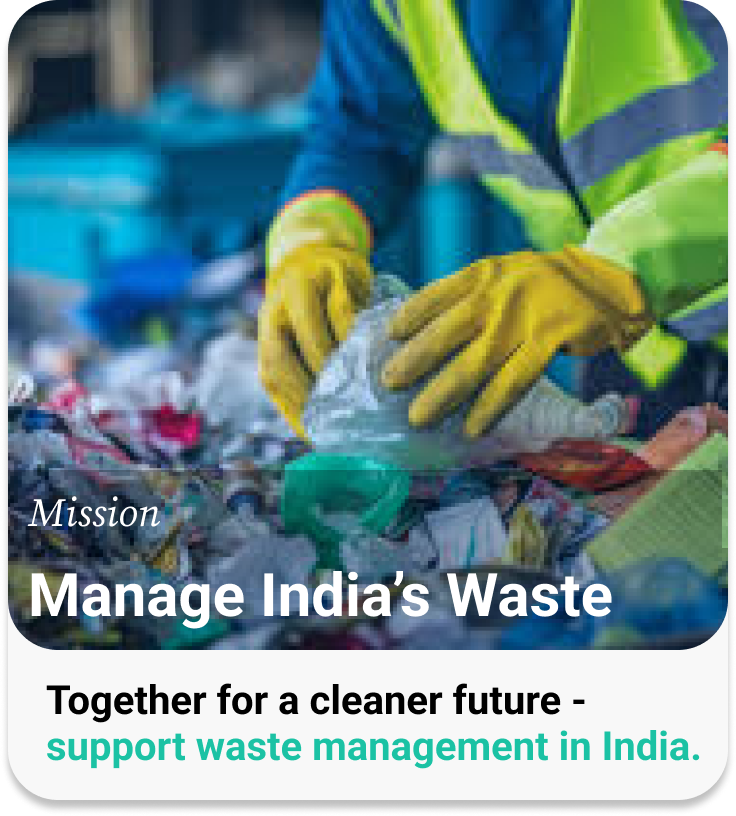 Mission
Manage India’s Waste
Together for a cleaner future -
support waste management in India.